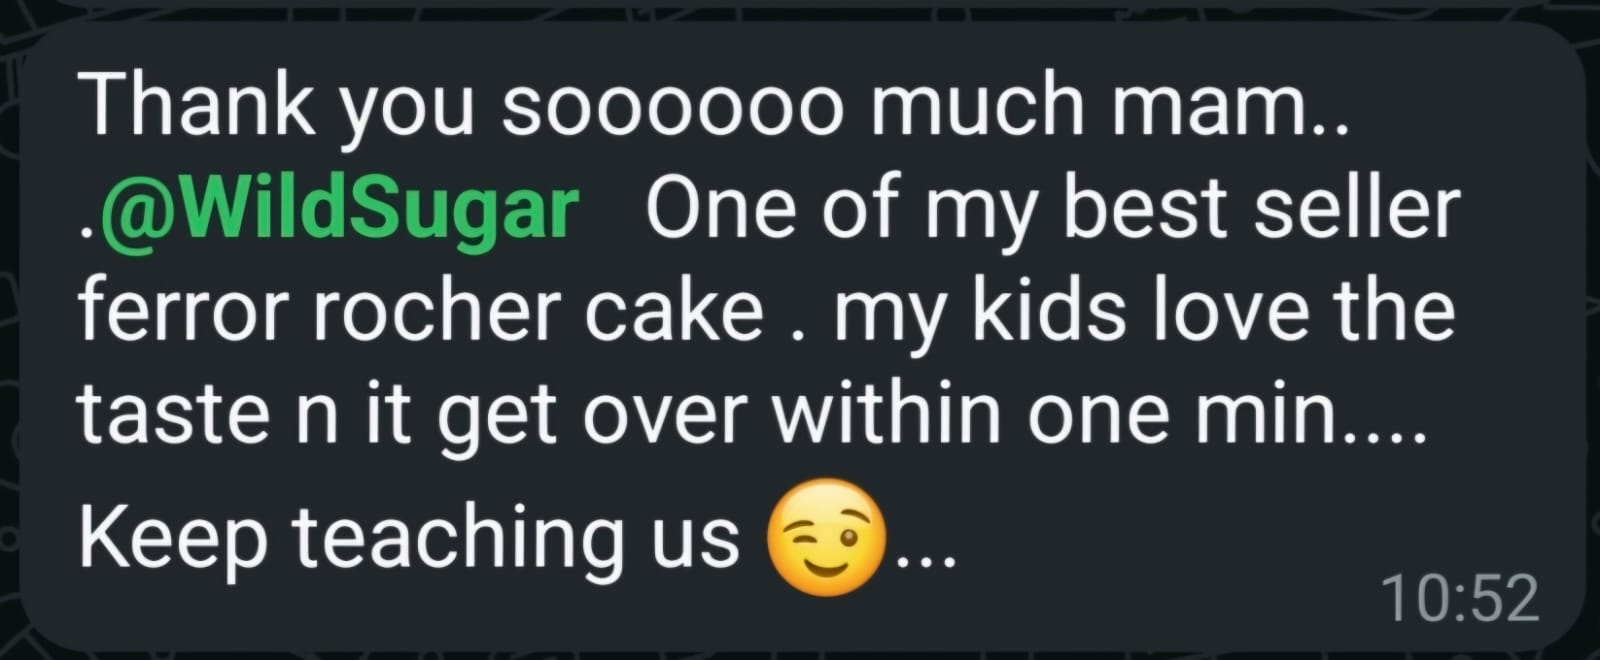 Thank you soooooo much mam..
.@WildSugar One of my best seller
ferror rocher cake . my kids love the
taste n it get over within one min....
Keep teaching us 😉...
10:52